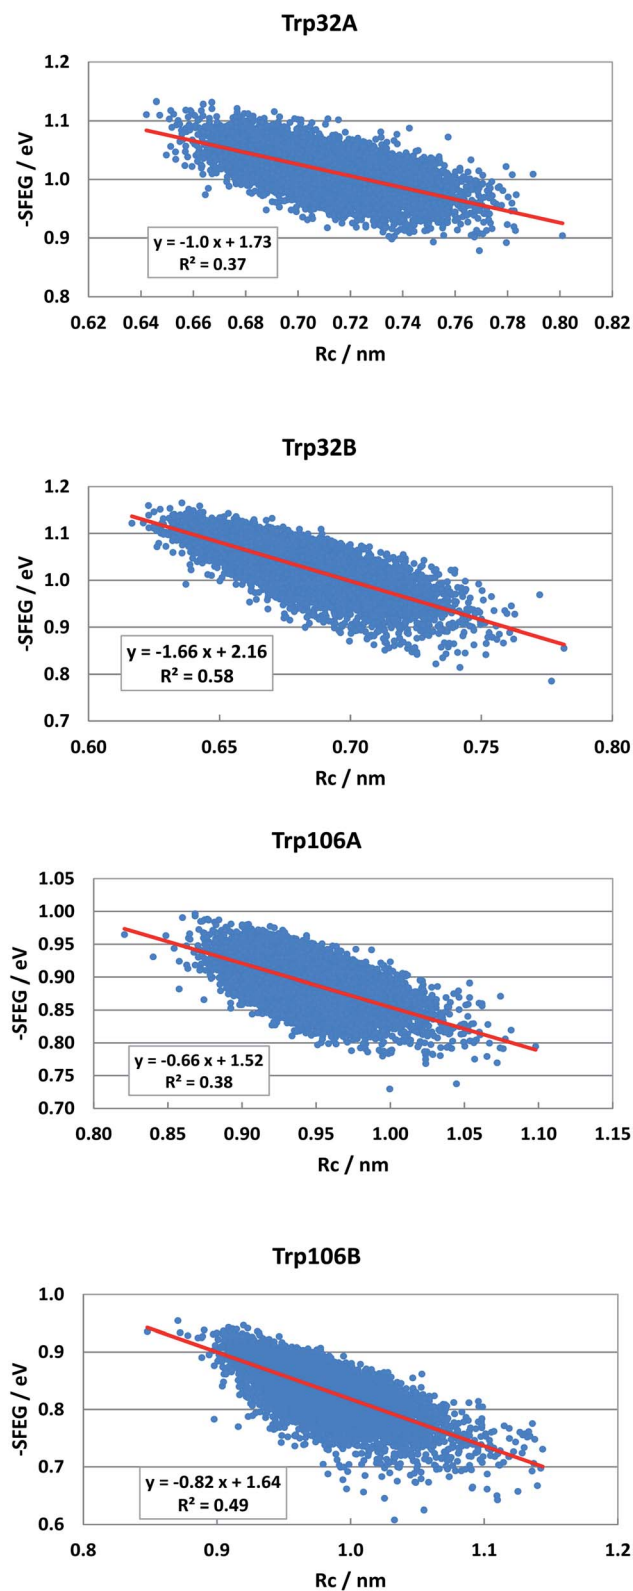 Trp32A
1.2
1.1
1.0
0.9
0.8
-SFEG / eV
y = -1.0 x + 1.73
R² = 0.37
0.62 0.64 0.66 0.68 0.70 0.72 0.74 0.76 0.78 0.80 0.82
Rc / nm
Trp32B
1.2
1.1
1.0
0.9
0.8
0.7
-SFEG / eV
y = -1.66 x + 2.16
R² = 0.58
0.60 0.65 0.70 0.75 0.80
Rc / nm
Trp106A
1.05
1.00
0.95
0.90
0.85
0.80
0.75
0.70
-SFEG / eV
y = -0.66 x + 1.52
R² = 0.38
0.80 0.85 0.90 0.95 1.00 1.05 1.10 1.15
Rc / nm
Trp106B
1.0
0.9
0.8
0.7
0.6
-SFEG / eV
y = -0.82 x + 1.64
R² = 0.49
0.8 0.9 1.0 1.1 1.2
Rc / nm